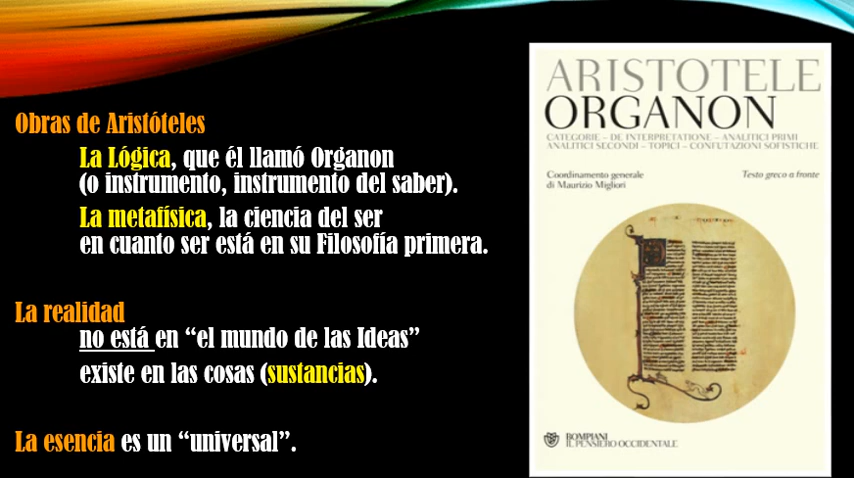 Obras de Aristóteles
La Lógica, que él llamó Organon
(o instrumento, instrumento del saber).
La metafísica, la ciencia del ser
en cuanto ser está en su Filosofía primera.
La realidad
no está en “el mundo de las Ideas”
existe en las cosas (sustancias).
La esencia es un “universal”.
ARISTOTELE
ORGANON
CATEGORIE – DE INTERPRETATIONE – ANALITICI PRIMI
ANALITICI SECONDI – TOPICI – CONFUTAZIONI SOFISTICHE
Coordinamento generale
di Maurizio Migliori
Testo greco a fronte
BOMPIANI
IL PENSIERO OCCIDENTALE